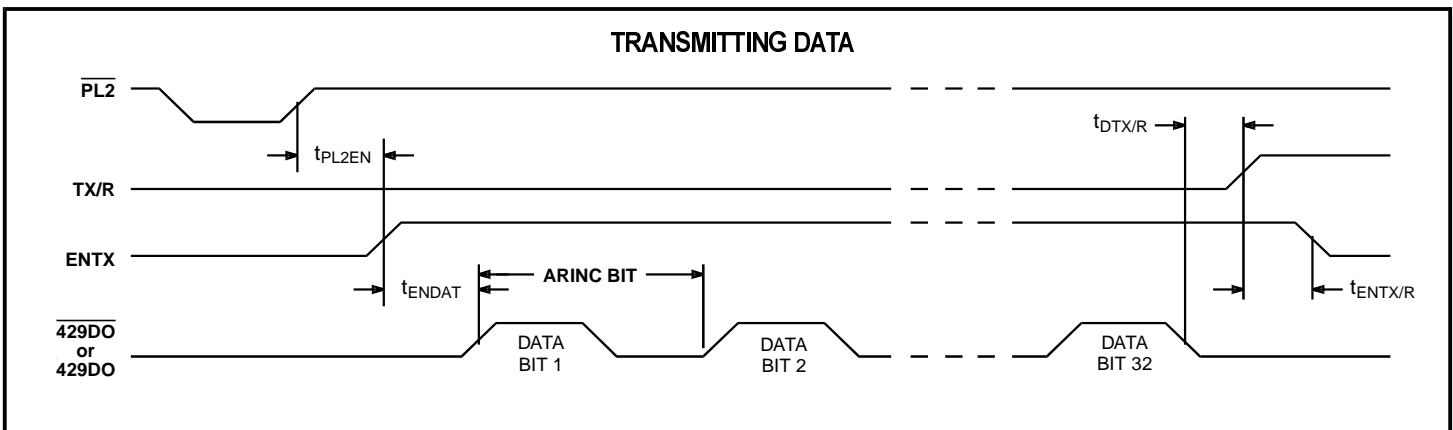 TRANSMITTING DATA
PL2
tDTX/R
tPL2EN
TX/R
ENTX
ARINC BIT
tENDAT
tENTX/R
429DO
or
429DO
DATA
BIT 1
DATA
BIT 2
DATA
BIT 32